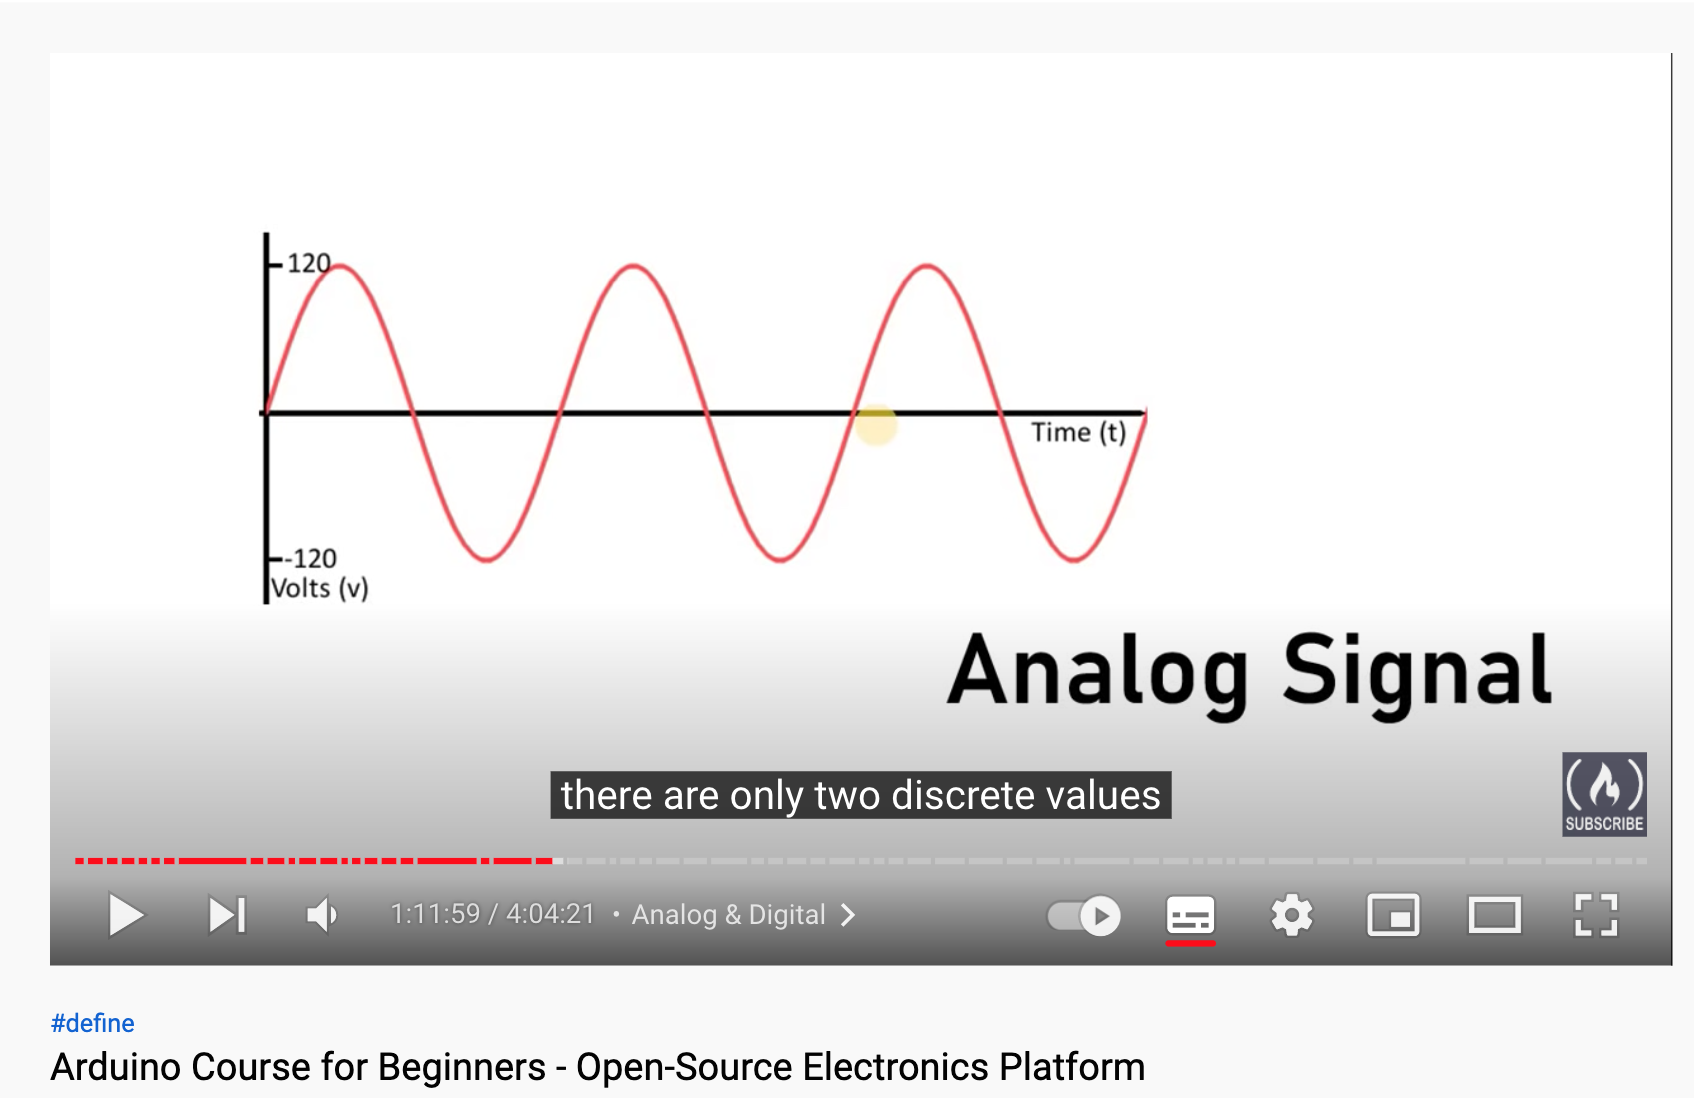 120
Time (t)
-120
Volts (v)
Analog Signal
there are only two discrete values
SUBSCRIBE
1:11:59 / 4:04:21 • Analog & Digital
#define
Arduino Course for Beginners - Open-Source Electronics Platform